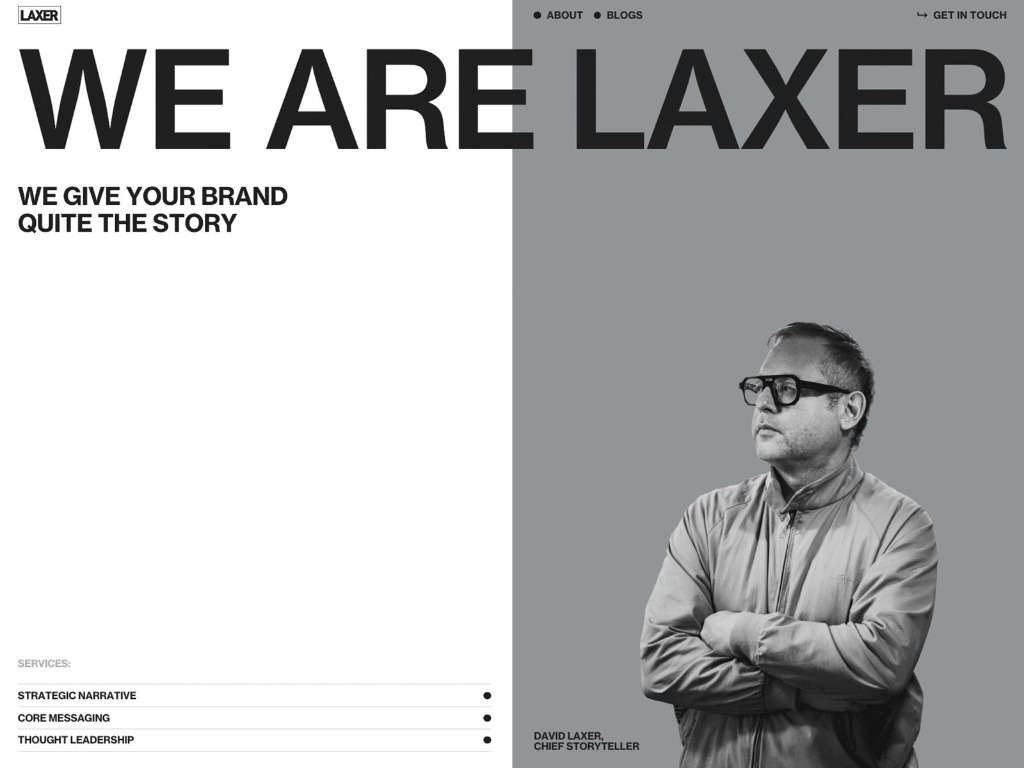 LAXER
ABOUT
BLOGS
GET IN TOUCH
WE ARE LAXER
WE GIVE YOUR BRAND
QUITE THE STORY
SERVICES:
STRATEGIC NARRATIVE
CORE MESSAGING
THOUGHT LEADERSHIP
DAVID LAXER,
CHIEF STORYTELLER